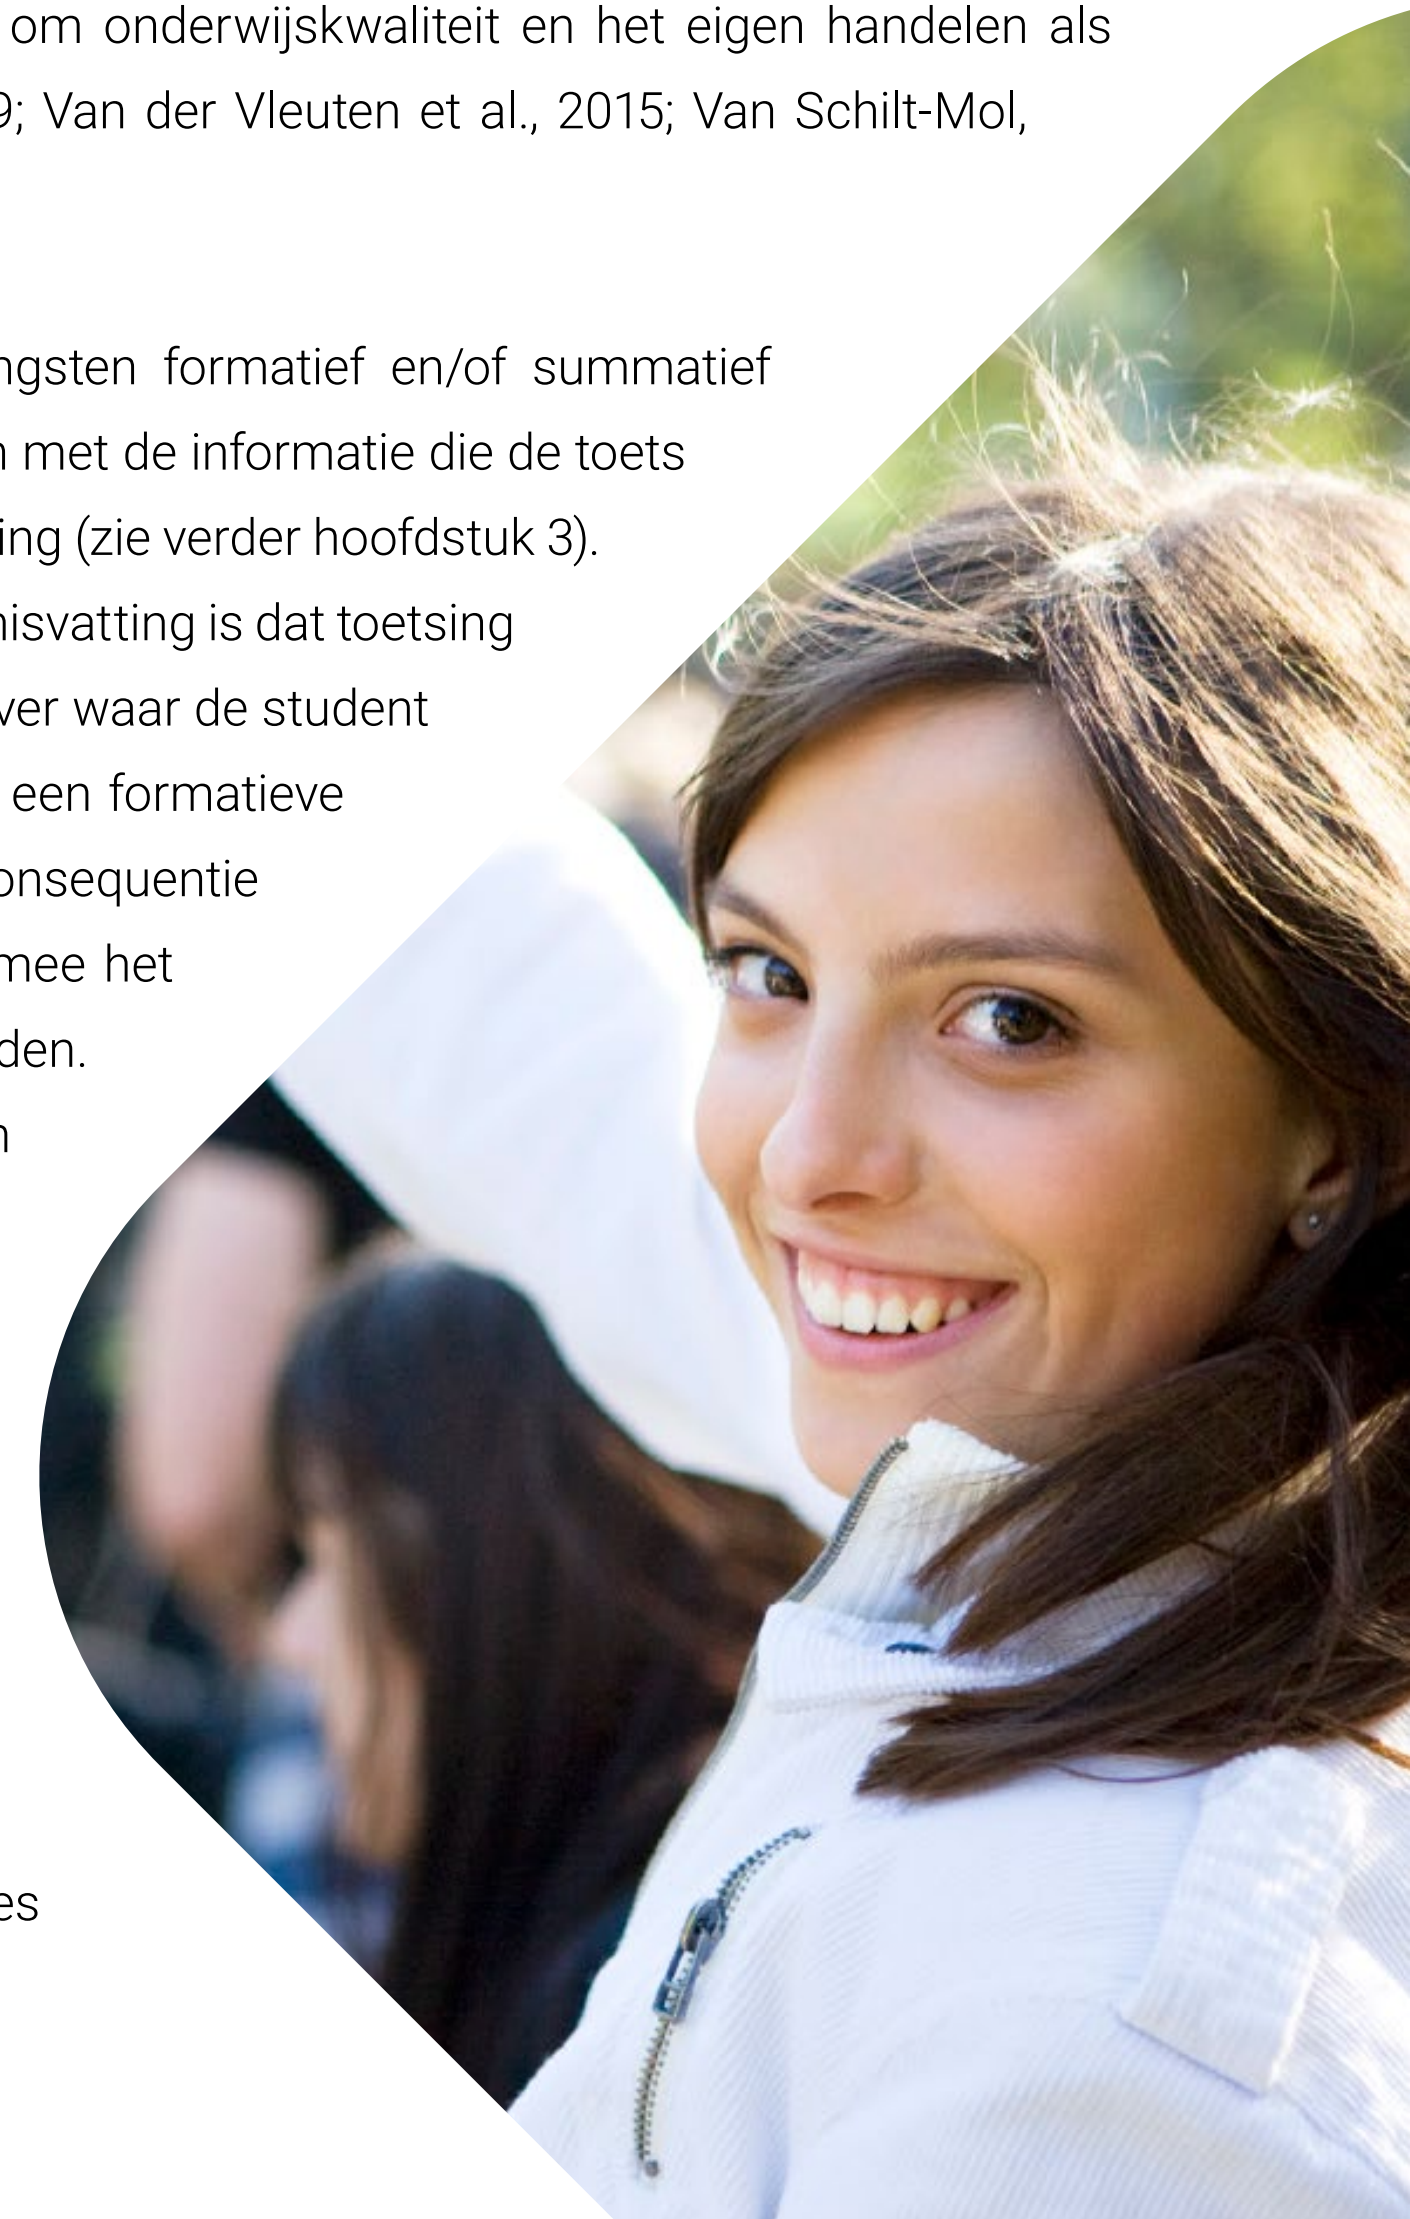 om onderwijskwaliteit en het eigen handelen als
9; Van der Vleuten et al., 2015; Van Schilt-Mol,
ngsten formatief en/of summatief
n met de informatie die de toets
ing (zie verder hoofdstuk 3).
nisvatting is dat toetsing
ver waar de student
een formatieve
onsequentie
mee het
den.
n
es